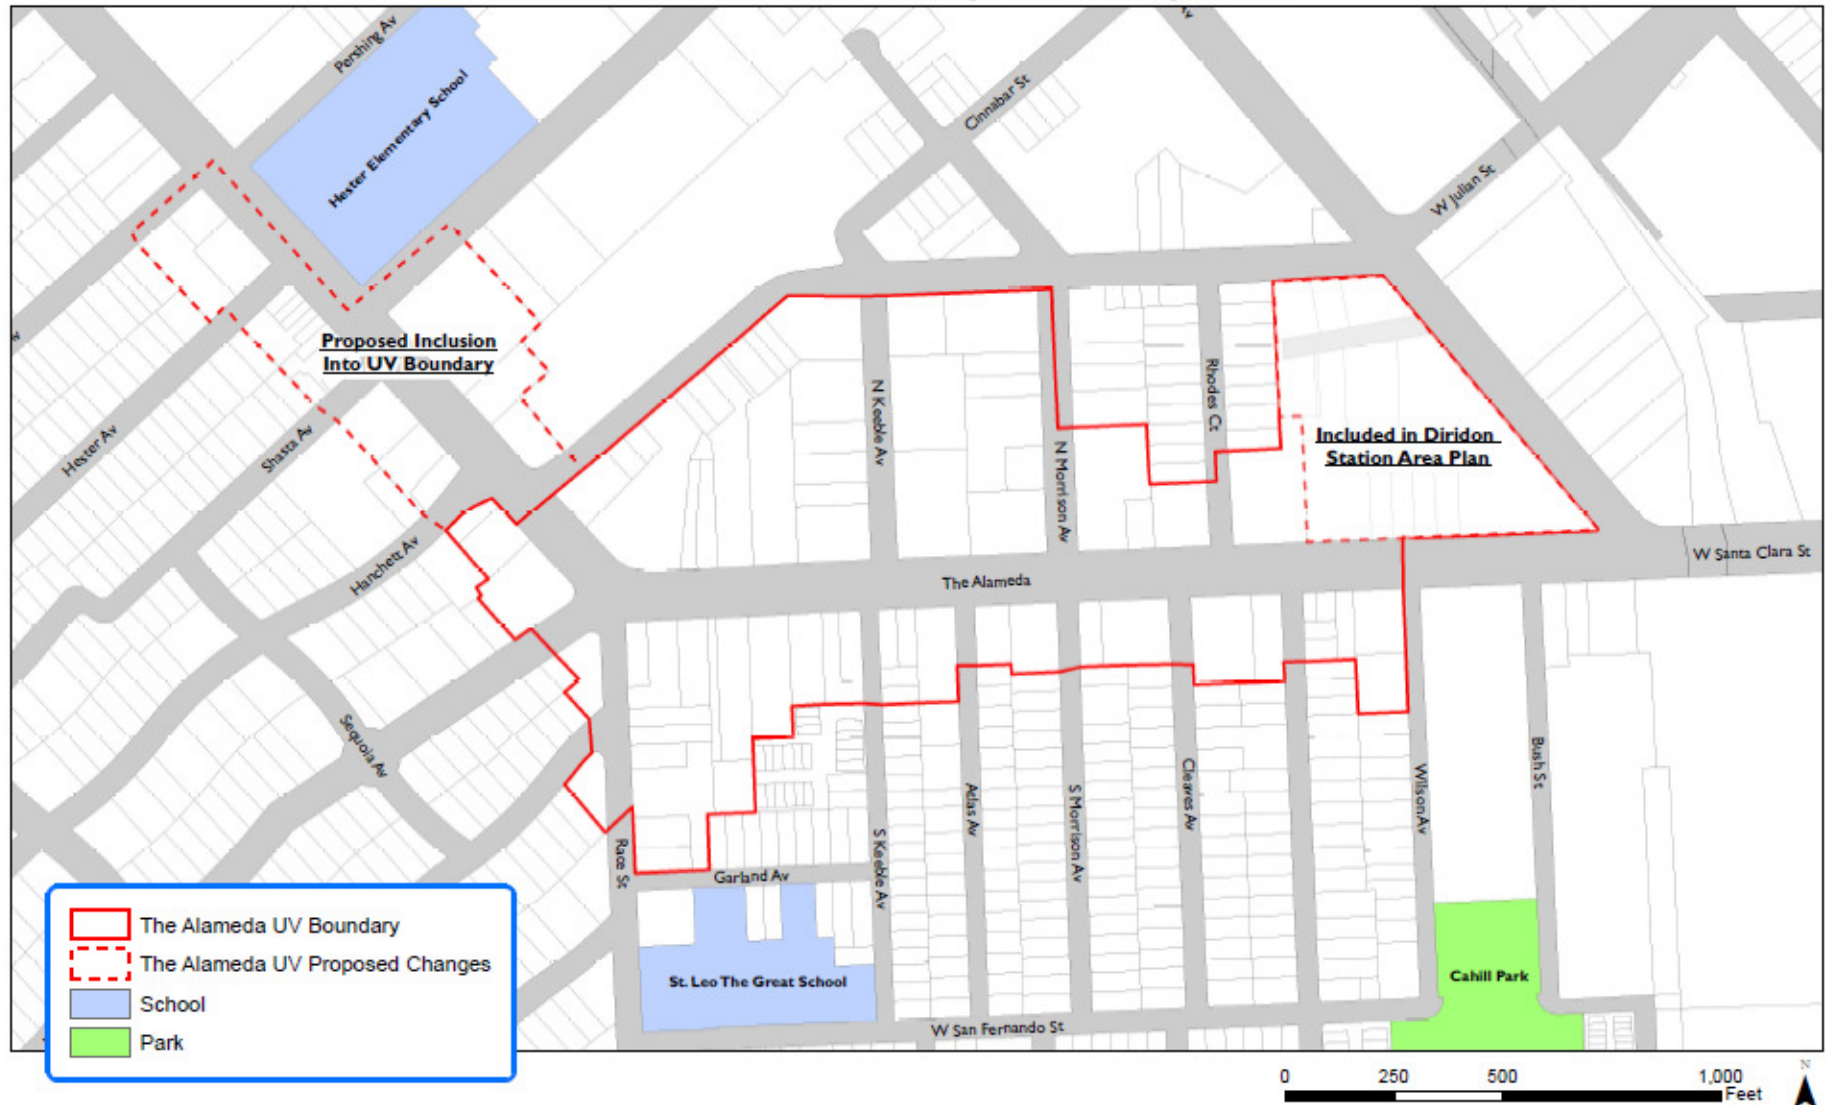 Pershing Av
Hester Elementary School
Cinnabar St
W Julian St
Proposed Inclusion
Into UV Boundary
N Keeble Av
Rhodes Ct
N Morrison Av
Included in Diridon
Station Area Plan
Hester Av
Shasta Av
Hanchett Av
The Alameda
W Santa Clara St
Sequoia Av
Race St
Garland Av
S Keeble Av
Atlas Av
S Morrison Av
Cleaves Av
Wilson Av
Bush St
St. Leo The Great School
Cahill Park
W San Fernando St
The Alameda UV Boundary
The Alameda UV Proposed Changes
School
Park
0 250 500 1,000
Feet
N